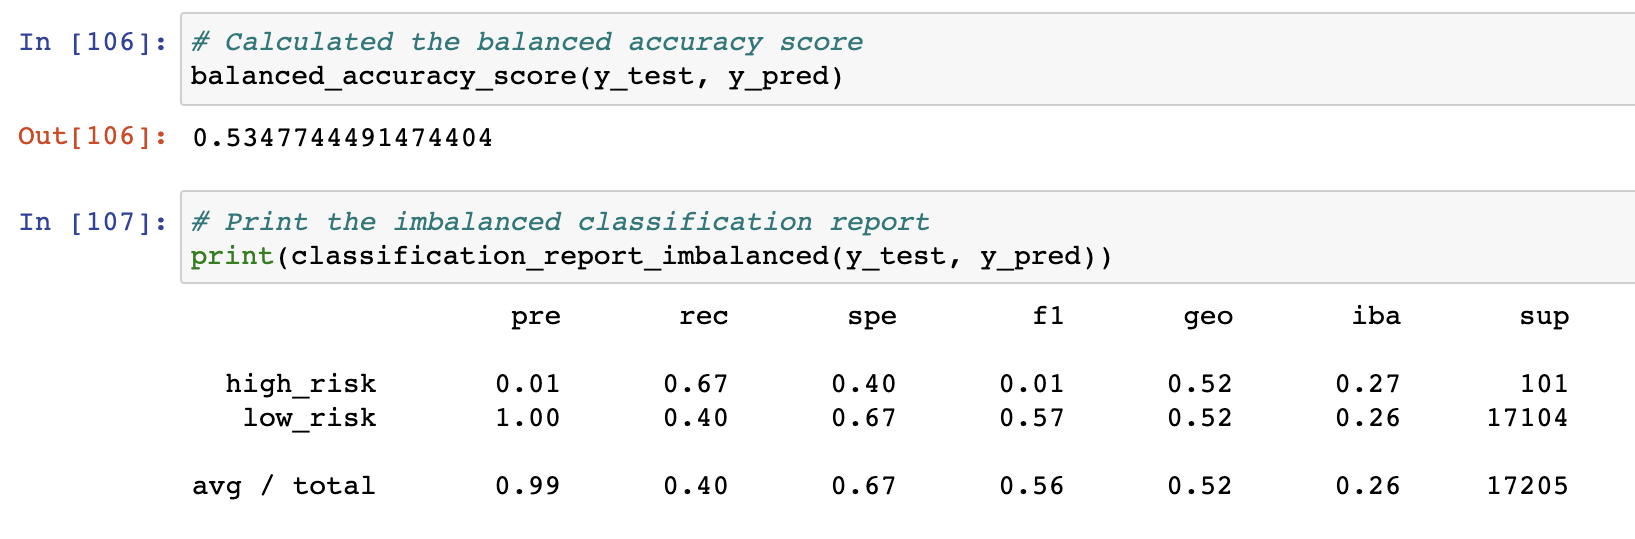 In [106]: # Calculated the balanced accuracy score
balanced_accuracy_score(y_test, y_pred)
Out[106]: 0.5347744491474404
In [107]: # Print the imbalanced classification report
print(classification_report_imbalanced(y_test, y_pred))
pre rec spe f1 geo iba sup
high_risk 0.01 0.67 0.40 0.01 0.52 0.27 101
low_risk 1.00 0.40 0.67 0.57 0.52 0.26 17104
avg / total 0.99 0.40 0.67 0.56 0.52 0.26 17205